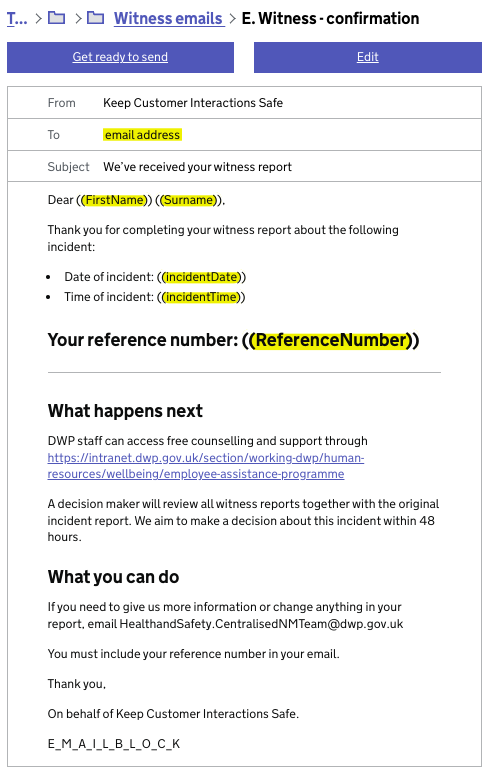 T... > > Witness emails > E. Witness - confirmation
Get ready to send
Edit
From Keep Customer Interactions Safe
To email address
Subject We've received your witness report
Dear ((FirstName)) ((Surname)),
Thank you for completing your witness report about the following
incident:
• Date of incident: ((incidentDate))
• Time of incident: ((incidentTime))
Your reference number: ((ReferenceNumber))
What happens next
DWP staff can access free counselling and support through
https://intranet.dwp.gov.uk/section/working-dwp/human-
resources/wellbeing/employee-assistance-programme
A decision maker will review all witness reports together with the original
incident report. We aim to make a decision about this incident within 48
hours.
What you can do
If you need to give us more information or change anything in your
report, email HealthandSafety.CentralisedNMTeam@dwp.gov.uk
You must include your reference number in your email.
Thank you,
On behalf of Keep Customer Interactions Safe.
E_M_A_I_L_B_L_O_C_K